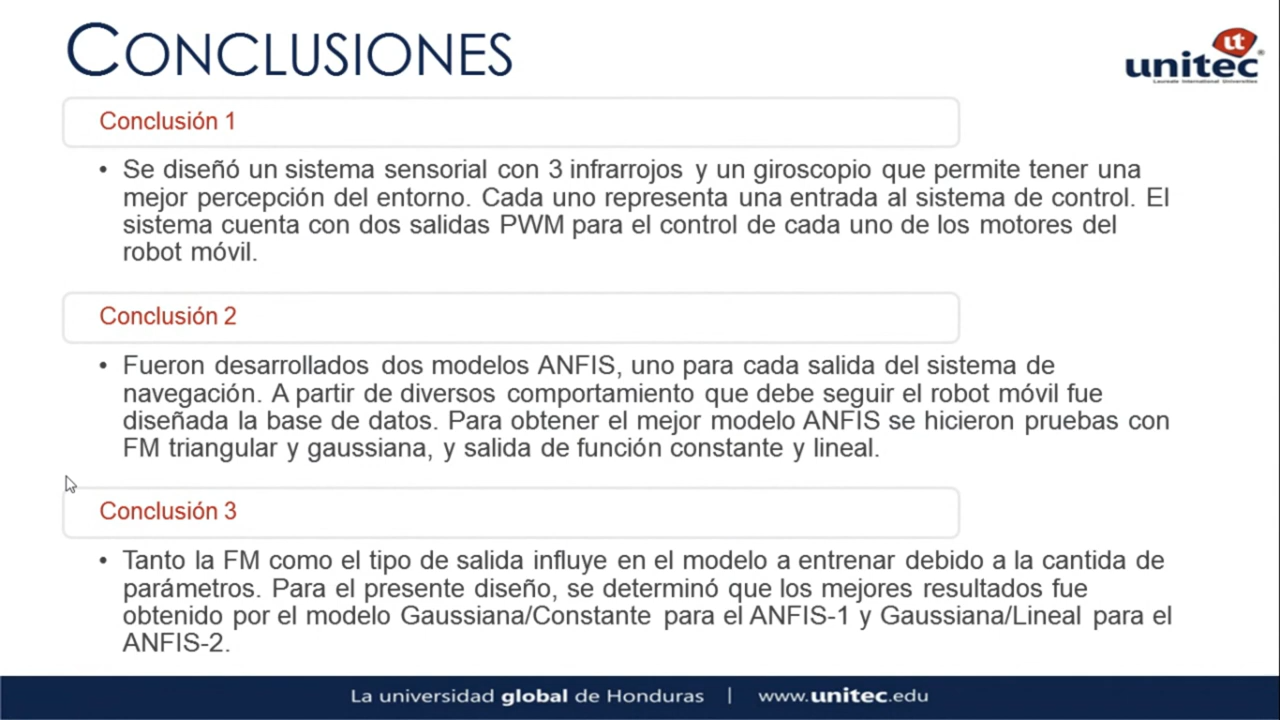 CONCLUSIONES
ut
unitec®
Laureate International Universities
Conclusión 1
• Se diseñó un sistema sensorial con 3 infrarrojos y un giroscopio que permite tener una
mejor percepción del entorno. Cada uno representa una entrada al sistema de control. El
sistema cuenta con dos salidas PWM para el control de cada uno de los motores del
robot móvil.
Conclusión 2
• Fueron desarrollados dos modelos ANFIS, uno para cada salida del sistema de
navegación. A partir de diversos comportamiento que debe seguir el robot móvil fue
diseñada la base de datos. Para obtener el mejor modelo ANFIS se hicieron pruebas con
FM triangular y gaussiana, y salida de función constante y lineal.
Conclusión 3
• Tanto la FM como el tipo de salida influye en el modelo a entrenar debido a la cantida de
parámetros. Para el presente diseño, se determinó que los mejores resultados fue
obtenido por el modelo Gaussiana/Constante para el ANFIS-1 y Gaussiana/Lineal para el
ANFIS-2.
La universidad global de Honduras | www.unitec.edu